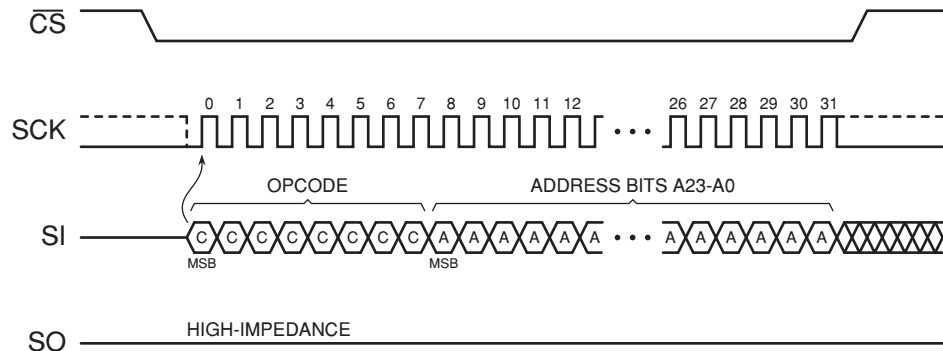 CS
0 1 2 3 4 5 6 7 8 9 10 11 12 26 27 28 29 30 31
SCK
OPCODE ADDRESS BITS A23-A0
SI C C C C C C C C A A A A A A A A A A A A
MSB MSB
HIGH-IMPEDANCE
SO